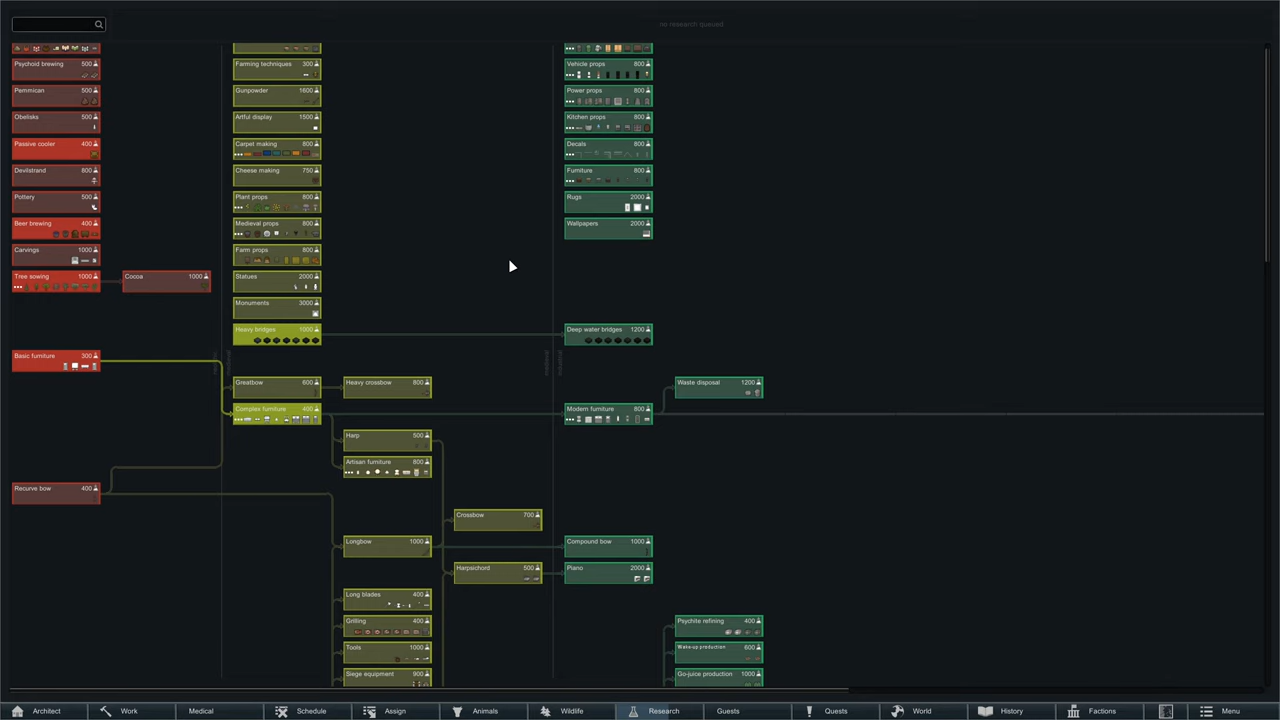 no research queued
Psychoid brewing 500
Pemmican 500
Obelisks 500
Passive cooler 400
Devilstrand 800
Pottery 500
Beer brewing 400
Carvings 1000
Tree sowing 1000
Cocoa 1000
Basic furniture 300
Recurve bow 400
Farming techniques 300
Gunpowder 1600
Artful display 1500
Carpet making 800
Cheese making 750
Plant props 800
Medieval props 800
Farm props 800
Statues 2000
Monuments 3000
Heavy bridges 1000
medieval
Greatbow 600
Heavy crossbow 800
Complex furniture 400
Harp 500
Artisan furniture 800
Crossbow 700
Longbow 1000
Harpsichord 500
Long blades 400
Grilling 400
Tools 1000
Siege equipment 900
Vehicle props 800
Power props 800
Kitchen props 800
Decals 800
Furniture 800
Rugs 2000
Wallpapers 2000
Deep water bridges 1200
medieval
industrial
Waste disposal 1200
Modern furniture 800
Compound bow 1000
Piano 2000
Psychite refining 400
Wake-up production 600
Go-juice production 1000
Architect
Work
Medical
Schedule
Assign
Animals
Wildlife
Research
Guests
Quests
World
History
Factions
Menu